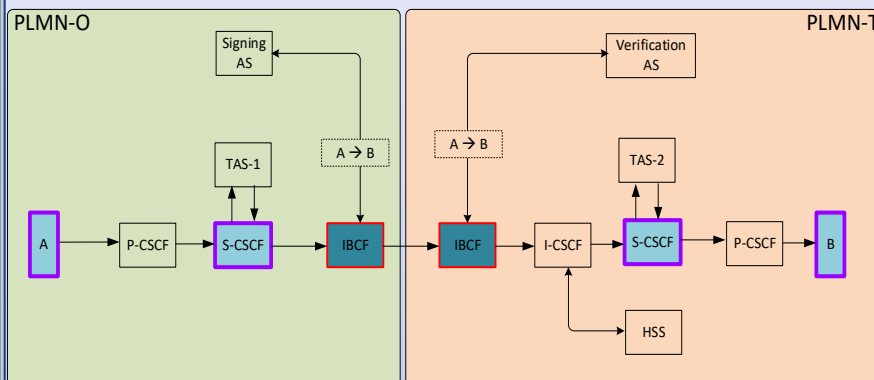 PLMN-O
PLMN-T
Signing
AS
Verification
AS
A → B
A → B
TAS-1
TAS-2
A
P-CSCF
S-CSCF
IBCF
IBCF
I-CSCF
S-CSCF
P-CSCF
B
HSS